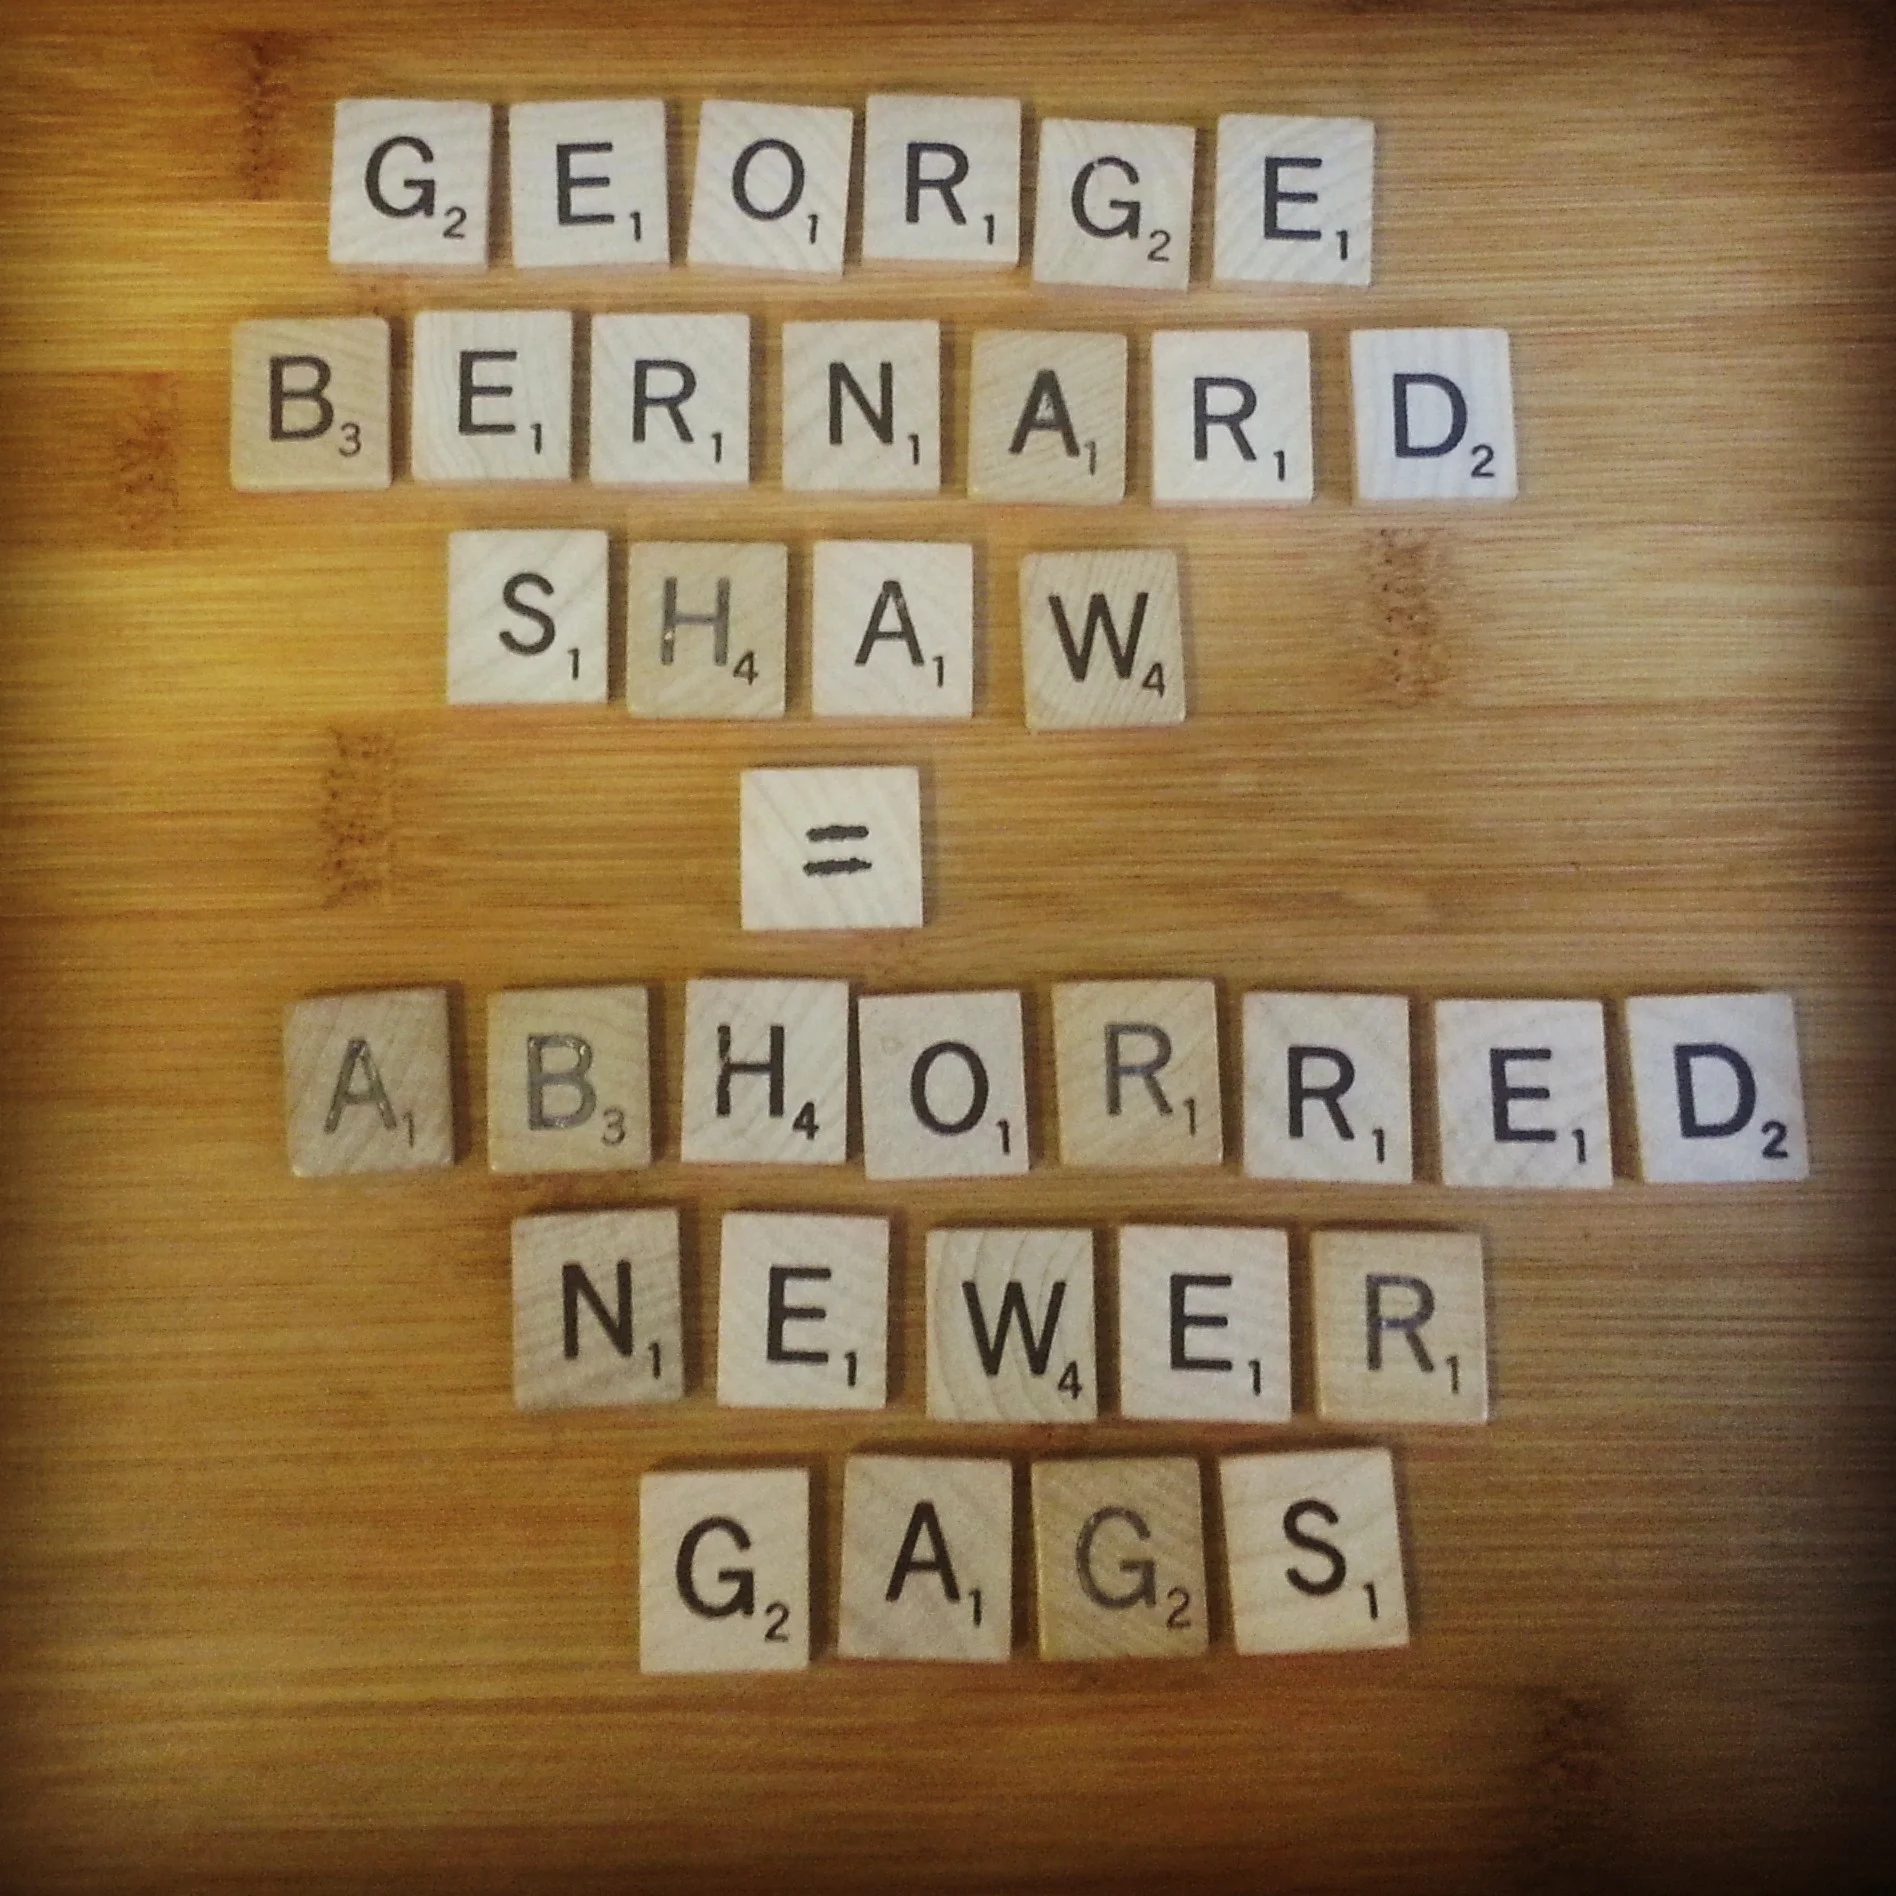 GEORGE
BERNARD
SHAW
=
ABHORRED
NEWER
GAGS